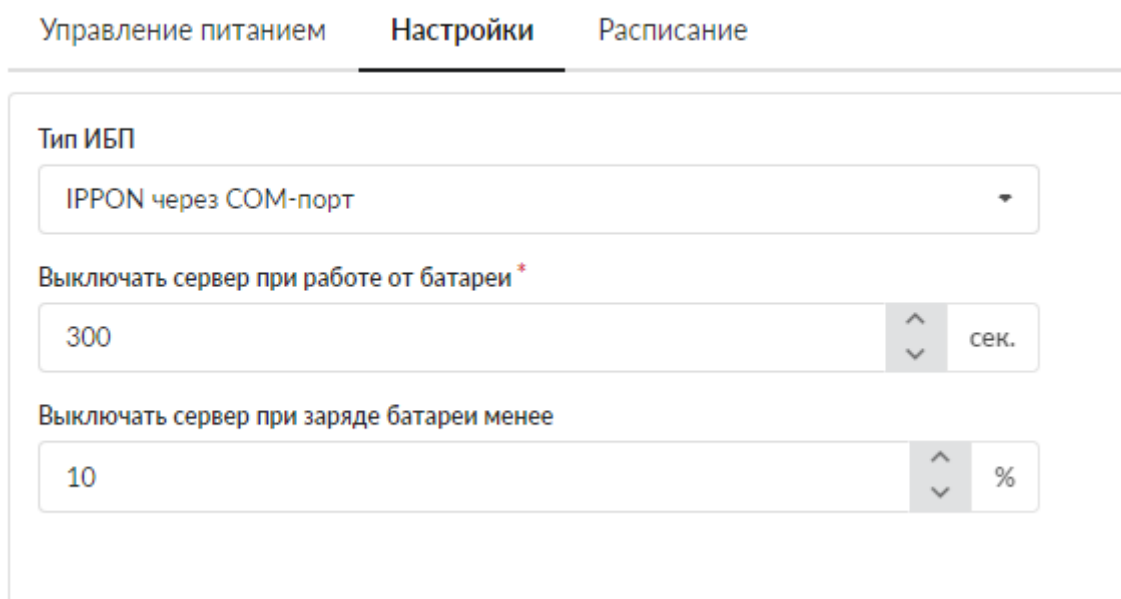 Управление питанием Настройки Расписание
Тип ИБП
IPPON через COM-порт
Выключать сервер при работе от батареи *
300 сек.
Выключать сервер при заряде батареи менее
10 %